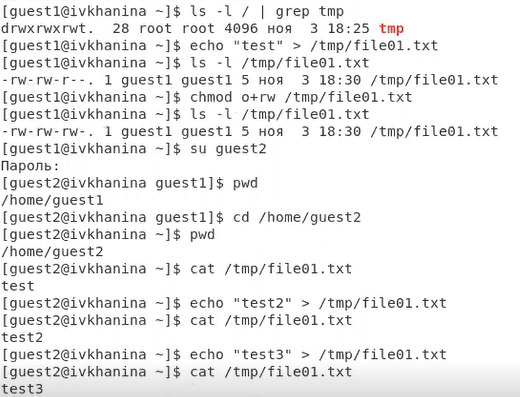 [guest1@ivkhanina ~]$ ls -l / | grep tmp
drwxrwxrwt.  28 root root 4096 ноя  3 18:25 tmp
[guest1@ivkhanina ~]$ echo "test" > /tmp/file01.txt
[guest1@ivkhanina ~]$ ls -l /tmp/file01.txt
-rw-rw-r--. 1 guest1 guest1 5 ноя  3 18:30 /tmp/file01.txt
[guest1@ivkhanina ~]$ chmod o+rw /tmp/file01.txt
[guest1@ivkhanina ~]$ ls -l /tmp/file01.txt
-rw-rw-rw-. 1 guest1 guest1 5 ноя  3 18:30 /tmp/file01.txt
[guest1@ivkhanina ~]$ su guest2
Пароль:
[guest2@ivkhanina guest1]$ pwd
/home/guest1
[guest2@ivkhanina guest1]$ cd /home/guest2
[guest2@ivkhanina ~]$ pwd
/home/guest2
[guest2@ivkhanina ~]$ cat /tmp/file01.txt
test
[guest2@ivkhanina ~]$ echo "test2" > /tmp/file01.txt
[guest2@ivkhanina ~]$ cat /tmp/file01.txt
test2
[guest2@ivkhanina ~]$ echo "test3" > /tmp/file01.txt
[guest2@ivkhanina ~]$ cat /tmp/file01.txt
test3